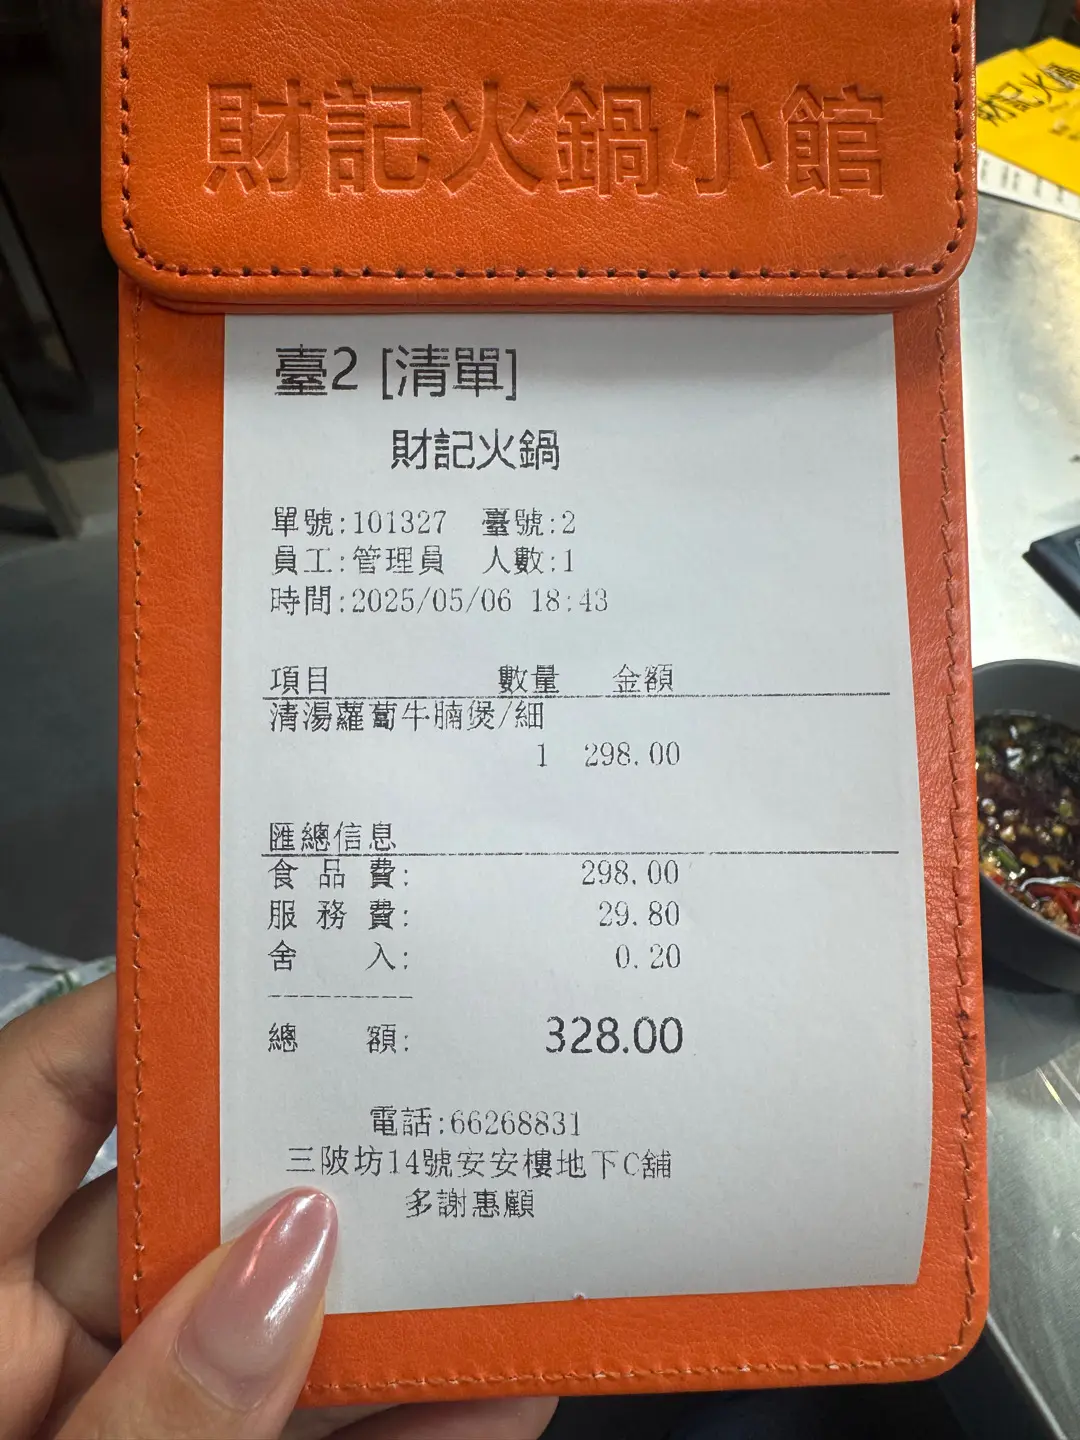 財記火鍋小館
財記火鍋
臺2 [清單]
財記火鍋
單號:101327 臺號:2
員工:管理員 人數:1
時間:2025/05/06 18:43
項目 數量 金額
清湯蘿蔔牛腩煲/細
1 298.00
匯總信息
食品費: 298.00
服務費: 29.80
舍入: 0.20
總額: 328.00
電話:66268831
三陂坊14號安安樓地下C舖
多謝惠顧